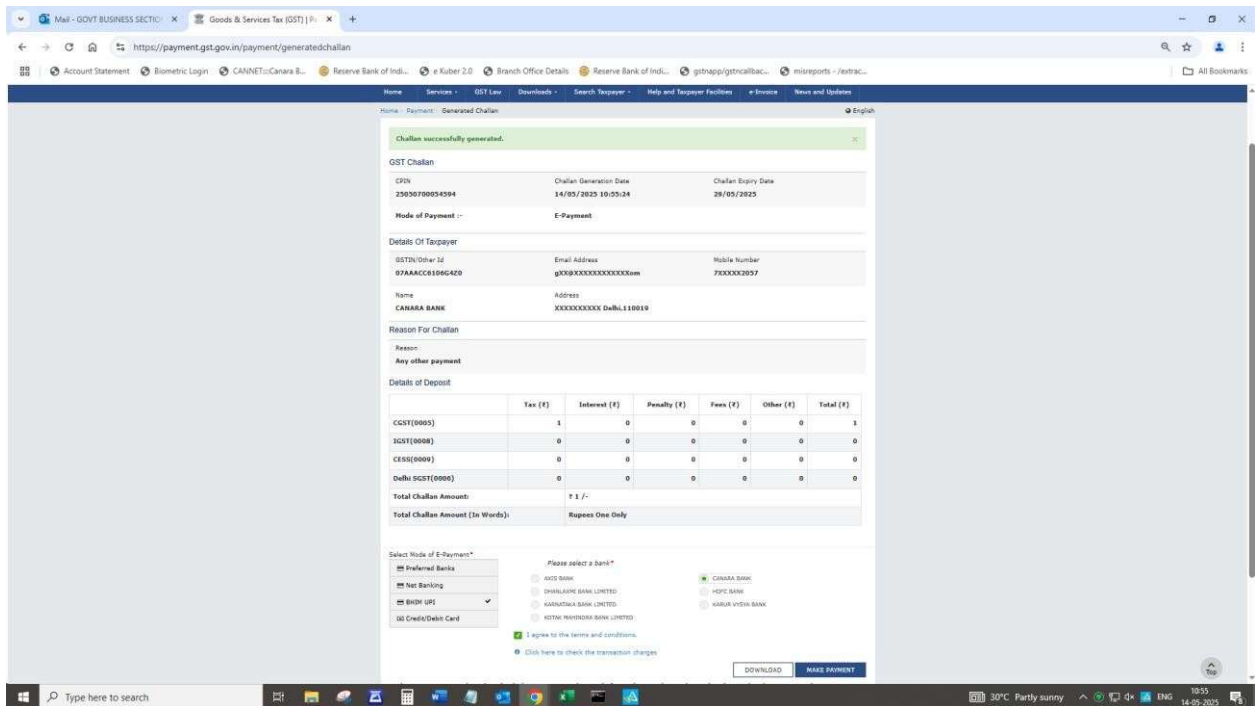 Mail - GOVT BUSINESS SECTIO
Goods & Services Tax (GST) | Pa
https://payment.gst.gov.in/payment/generatedchallan
Account Statement Biometric Login CANNET:::Canara B... Reserve Bank of Indi... e Kuber 2.0 Branch Office Details Reserve Bank of Indi... gstnapp/gstncallbac... misreports - /extrac... All Bookmarks
Home Services GST Law Downloads Search Taxpayer Help and Taxpayer Facilities e-Invoice News and Updates
Home Payment Generated Challan English
Challan successfully generated.
GST Challan
CPIN Challan Generation Date Challan Expiry Date
25050700054594 14/05/2025 10:55:24 29/05/2025
Mode of Payment :- E-Payment
Details Of Taxpayer
GSTIN/Other Id Email Address Mobile Number
07AAACC6106G4Z0 gXX@XXXXXXXXXXXXom 7XXXXX2057
Name Address
CANARA BANK XXXXXXXXXX Delhi,110019
Reason For Challan
Reason
Any other payment
Details of Deposit
Tax (₹) Interest (₹) Penalty (₹) Fees (₹) Other (₹) Total (₹)
CGST(0005) 1 0 0 0 0 1
IGST(0008) 0 0 0 0 0 0
CESS(0009) 0 0 0 0 0 0
Delhi SGST(0006) 0 0 0 0 0 0
Total Challan Amount: ₹ 1 /-
Total Challan Amount (In Words): Rupees One Only
Select Mode of E-Payment*
Preferred Banks
Net Banking
BHIM UPI
Credit/Debit Card
Please select a bank*
AXIS BANK CANARA BANK
DHANLAXMI BANK LIMITED HDFC BANK
KARNATAKA BANK LIMITED KARUR VYSYA BANK
KOTAK MAHINDRA BANK LIMITED
I agree to the terms and conditions.
Click here to check the transaction charges
DOWNLOAD MAKE PAYMENT
Top
Type here to search
30°C Partly sunny ENG 10:55
14-05-2025